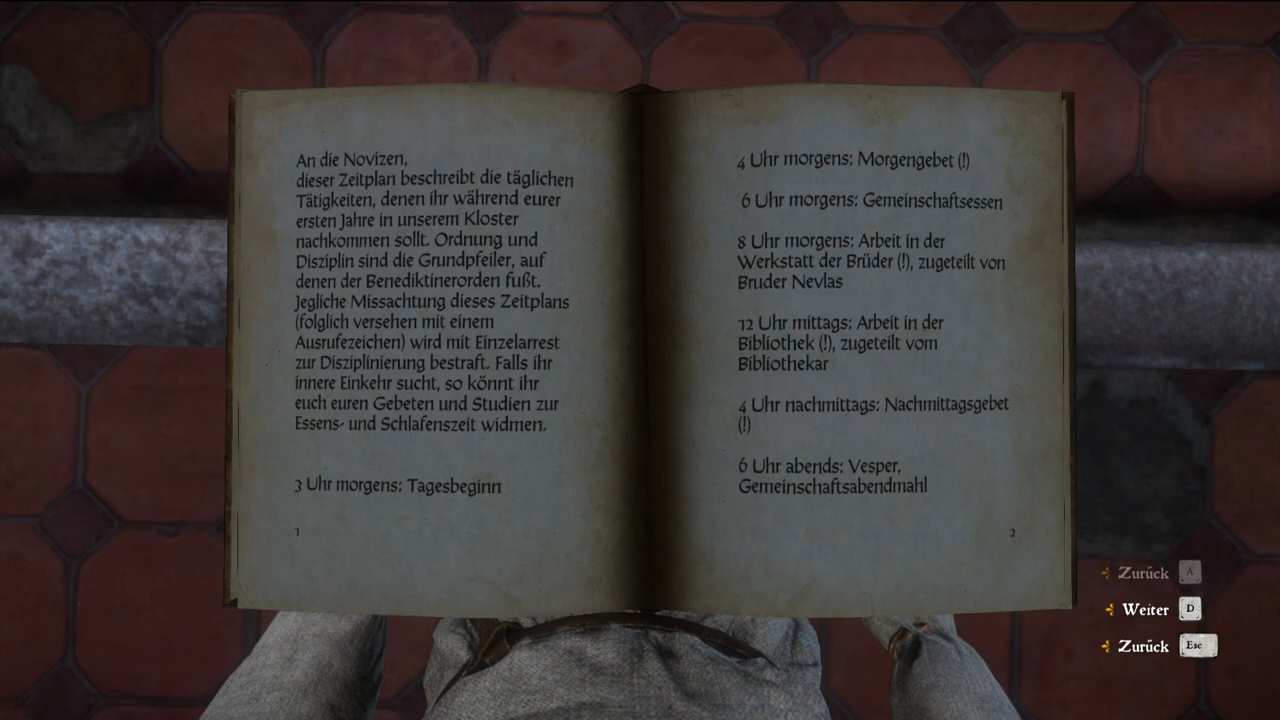 An die Novizen,
dieser Zeitplan beschreibt die täglichen
Tätigkeiten, denen ihr während eurer
ersten Jahre in unserem Kloster
nachkommen sollt. Ordnung und
Disziplin sind die Grundpfeiler, auf
denen der Benediktinerorden fußt.
Jegliche Missachtung dieses Zeitplans
(folglich versehen mit einem
Ausrufezeichen) wird mit Einzelarrest
zur Disziplinierung bestraft. Falls ihr
innere Einkehr sucht, so könnt ihr
euch euren Gebeten und Studien zur
Essens- und Schlafenszeit widmen.
3 Uhr morgens: Tagesbeginn
1
4 Uhr morgens: Morgengebet (!)
6 Uhr morgens: Gemeinschaftsessen
8 Uhr morgens: Arbeit in der
Werkstatt der Brüder (!), zugeteilt von
Bruder Nevlas
12 Uhr mittags: Arbeit in der
Bibliothek (!), zugeteilt vom
Bibliothekar
4 Uhr nachmittags: Nachmittagsgebet
(!)
6 Uhr abends: Vesper,
Gemeinschaftsabendmahl
2
Zurück A
Weiter D
Zurück Esc